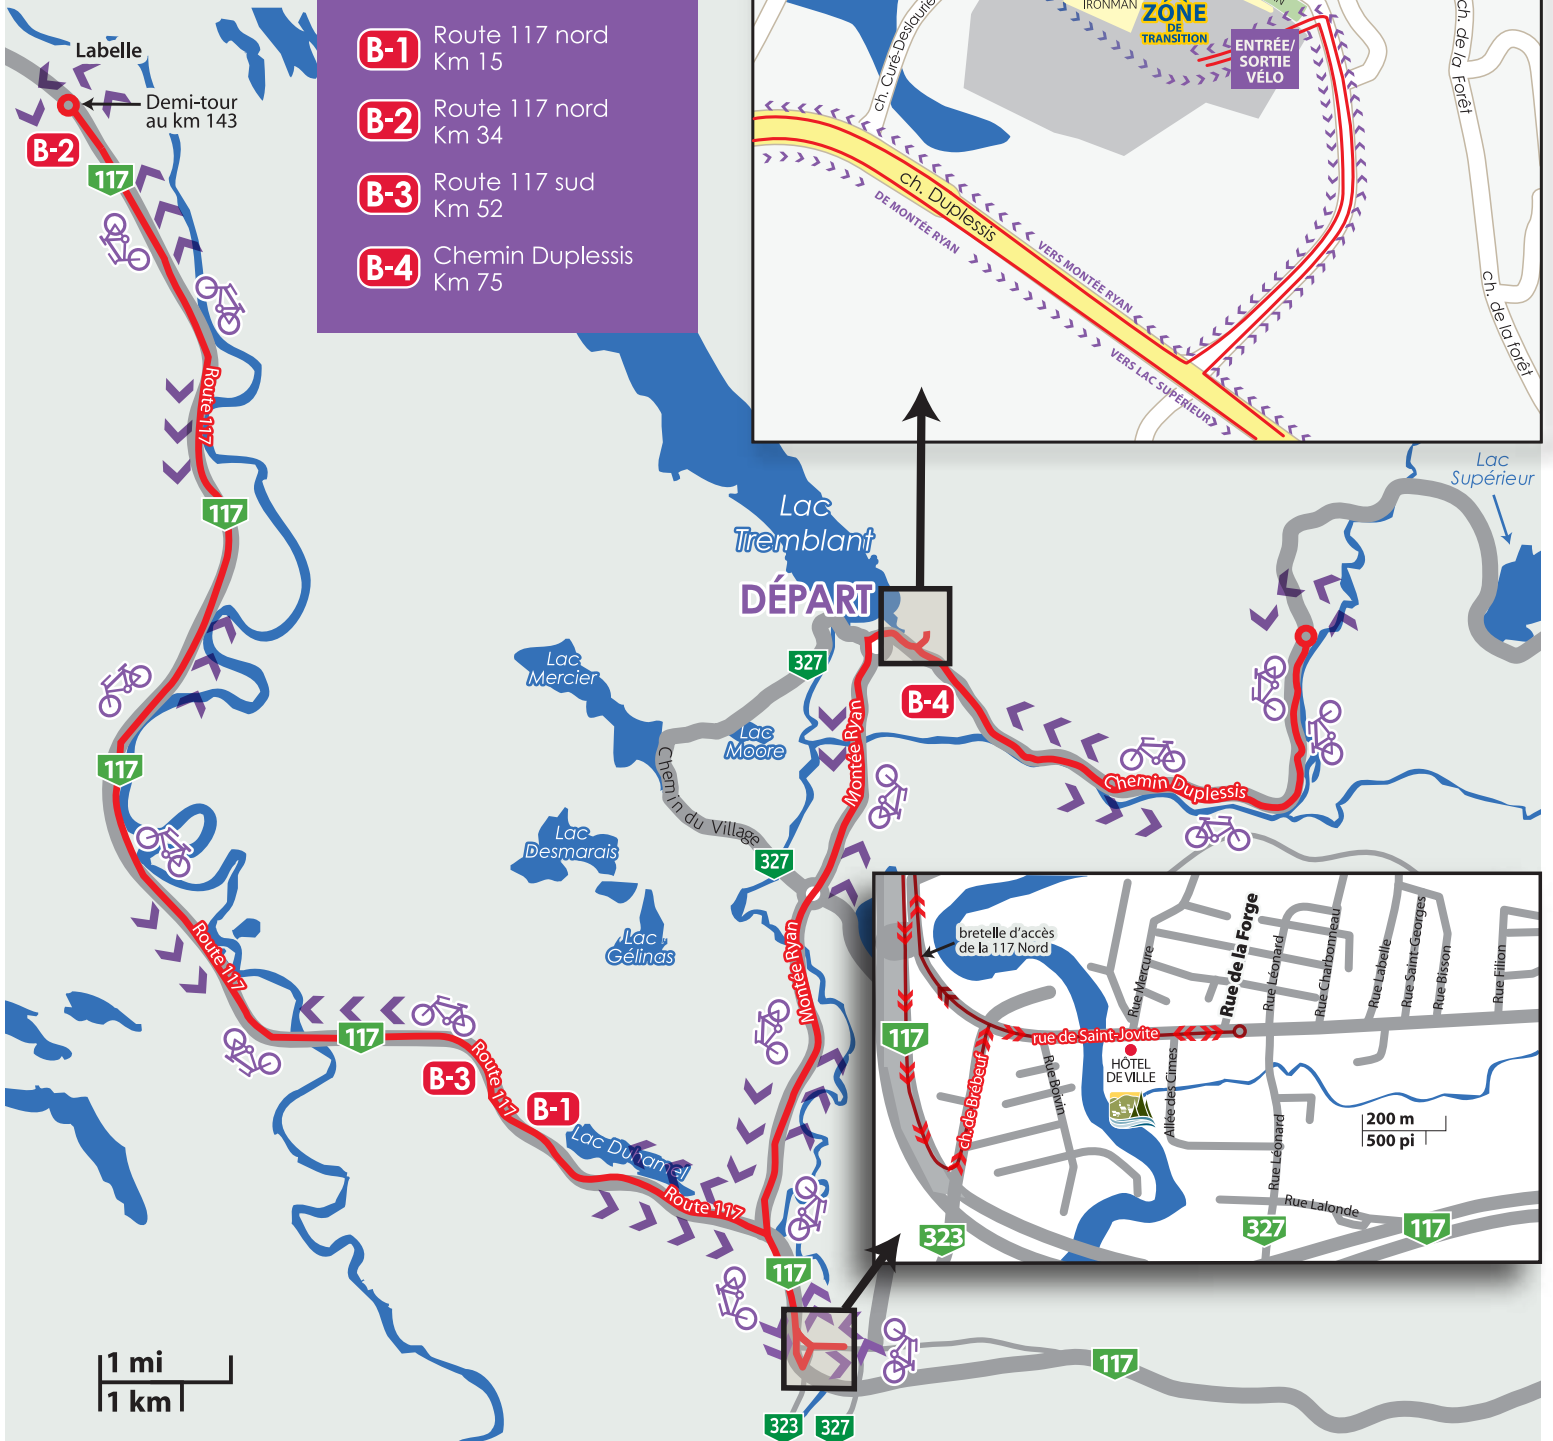 Labelle
Demi-tour
au km 143
B-2
117
B-1
Route 117 nord
Km 15
B-2
Route 117 nord
Km 34
B-3
Route 117 sud
Km 52
B-4
Chemin Duplessis
Km 75
IRONMAN
ZONE
DE
TRANSITION
ENTRÉE/
SORTIE
VÉLO
ch. Curé-Deslaurie
ch. de la Forêt
ch. de la forêt
ch. Duplessis
DE MONTÉE RYAN
VERS MONTÉE RYAN
VERS LAC SUPÉRIEUR
Route 117
117
Lac
Tremblant
DÉPART
Lac
Supérieur
Lac
Mercier
327
B-4
Lac
Moore
Montée Ryan
Chemin du Village
Chemin Duplessis
117
Lac
Desmarais
327
Lac
Gélinas
Montée Ryan
Route 117
117
B-3
Route 117
B-1
Lac Duhamel
Route 117
117
bretelle d'accès
de la 117 Nord
117
rue de Saint-Jovite
ch. de Brébeuf
HÔTEL
DE VILLE
Rue Mercure
Rue de la Forge
Rue Léonard
Rue Charbonneau
Rue Labelle
Rue Saint-Georges
Rue Bisson
Rue Filion
Rue Boivin
Allée des Cimes
Rue Léonard
Rue Lalonde
200 m
500 pi
323
327
117
1 mi
1 km
117
323
327